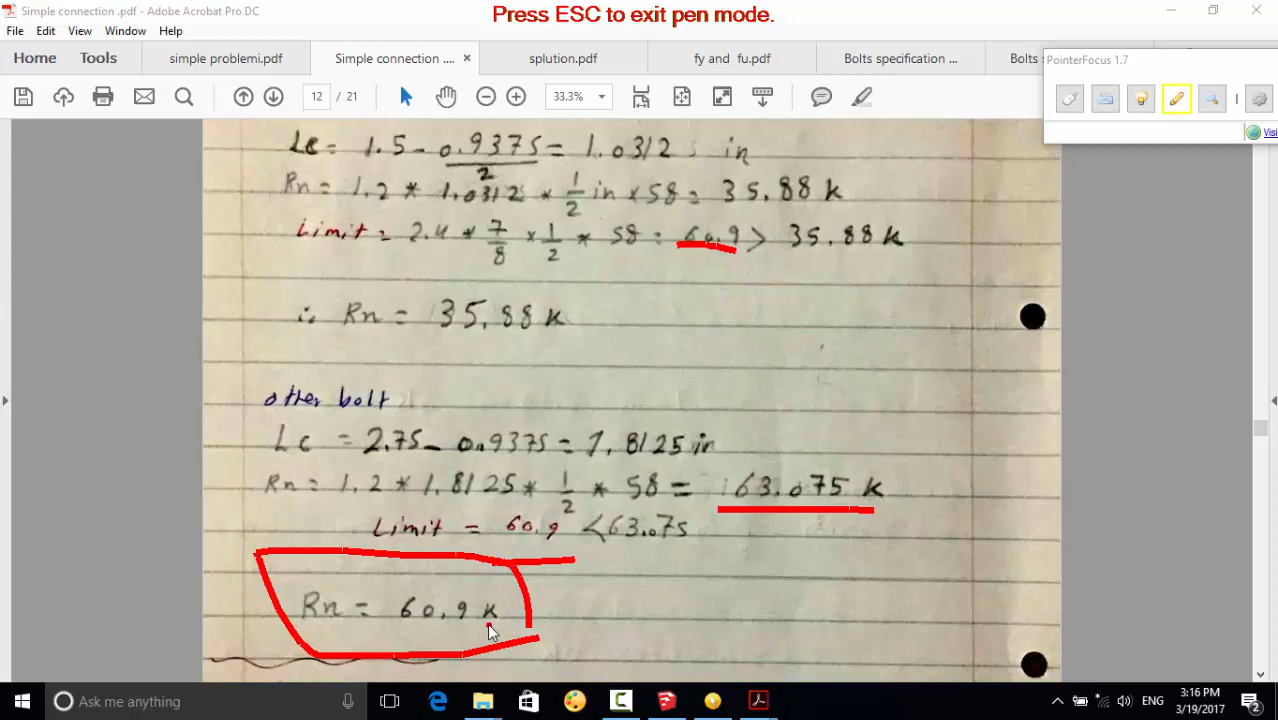 Press ESC to exit pen mode.
Simple connection .pdf - Adobe Acrobat Pro DC
File Edit View Window Help
Home Tools simple problemi.pdf Simple connection .... × splution.pdf fy and fu.pdf Bolts specification ... Bolts
PointerFocus 1.7
12 / 21 33.3%
Visi
Lc = 1.5 - 0.9375/2 = 1.0312 in
Rn = 1.2 * 1.0312 * 1/2 in × 58 = 35.88 k
Limit = 2.4 * 7/8 × 1/2 * 58 = 60.9 > 35.88 k
∴ Rn = 35.88 k
other bolt
Lc = 2.75 - 0.9375 = 1.8125 in
Rn = 1.2 * 1.8125 * 1/2 * 58 = 63.075 k
Limit = 60.9 < 63.075
Rn = 60.9 k
Ask me anything
ENG
3:16 PM
3/19/2017
2